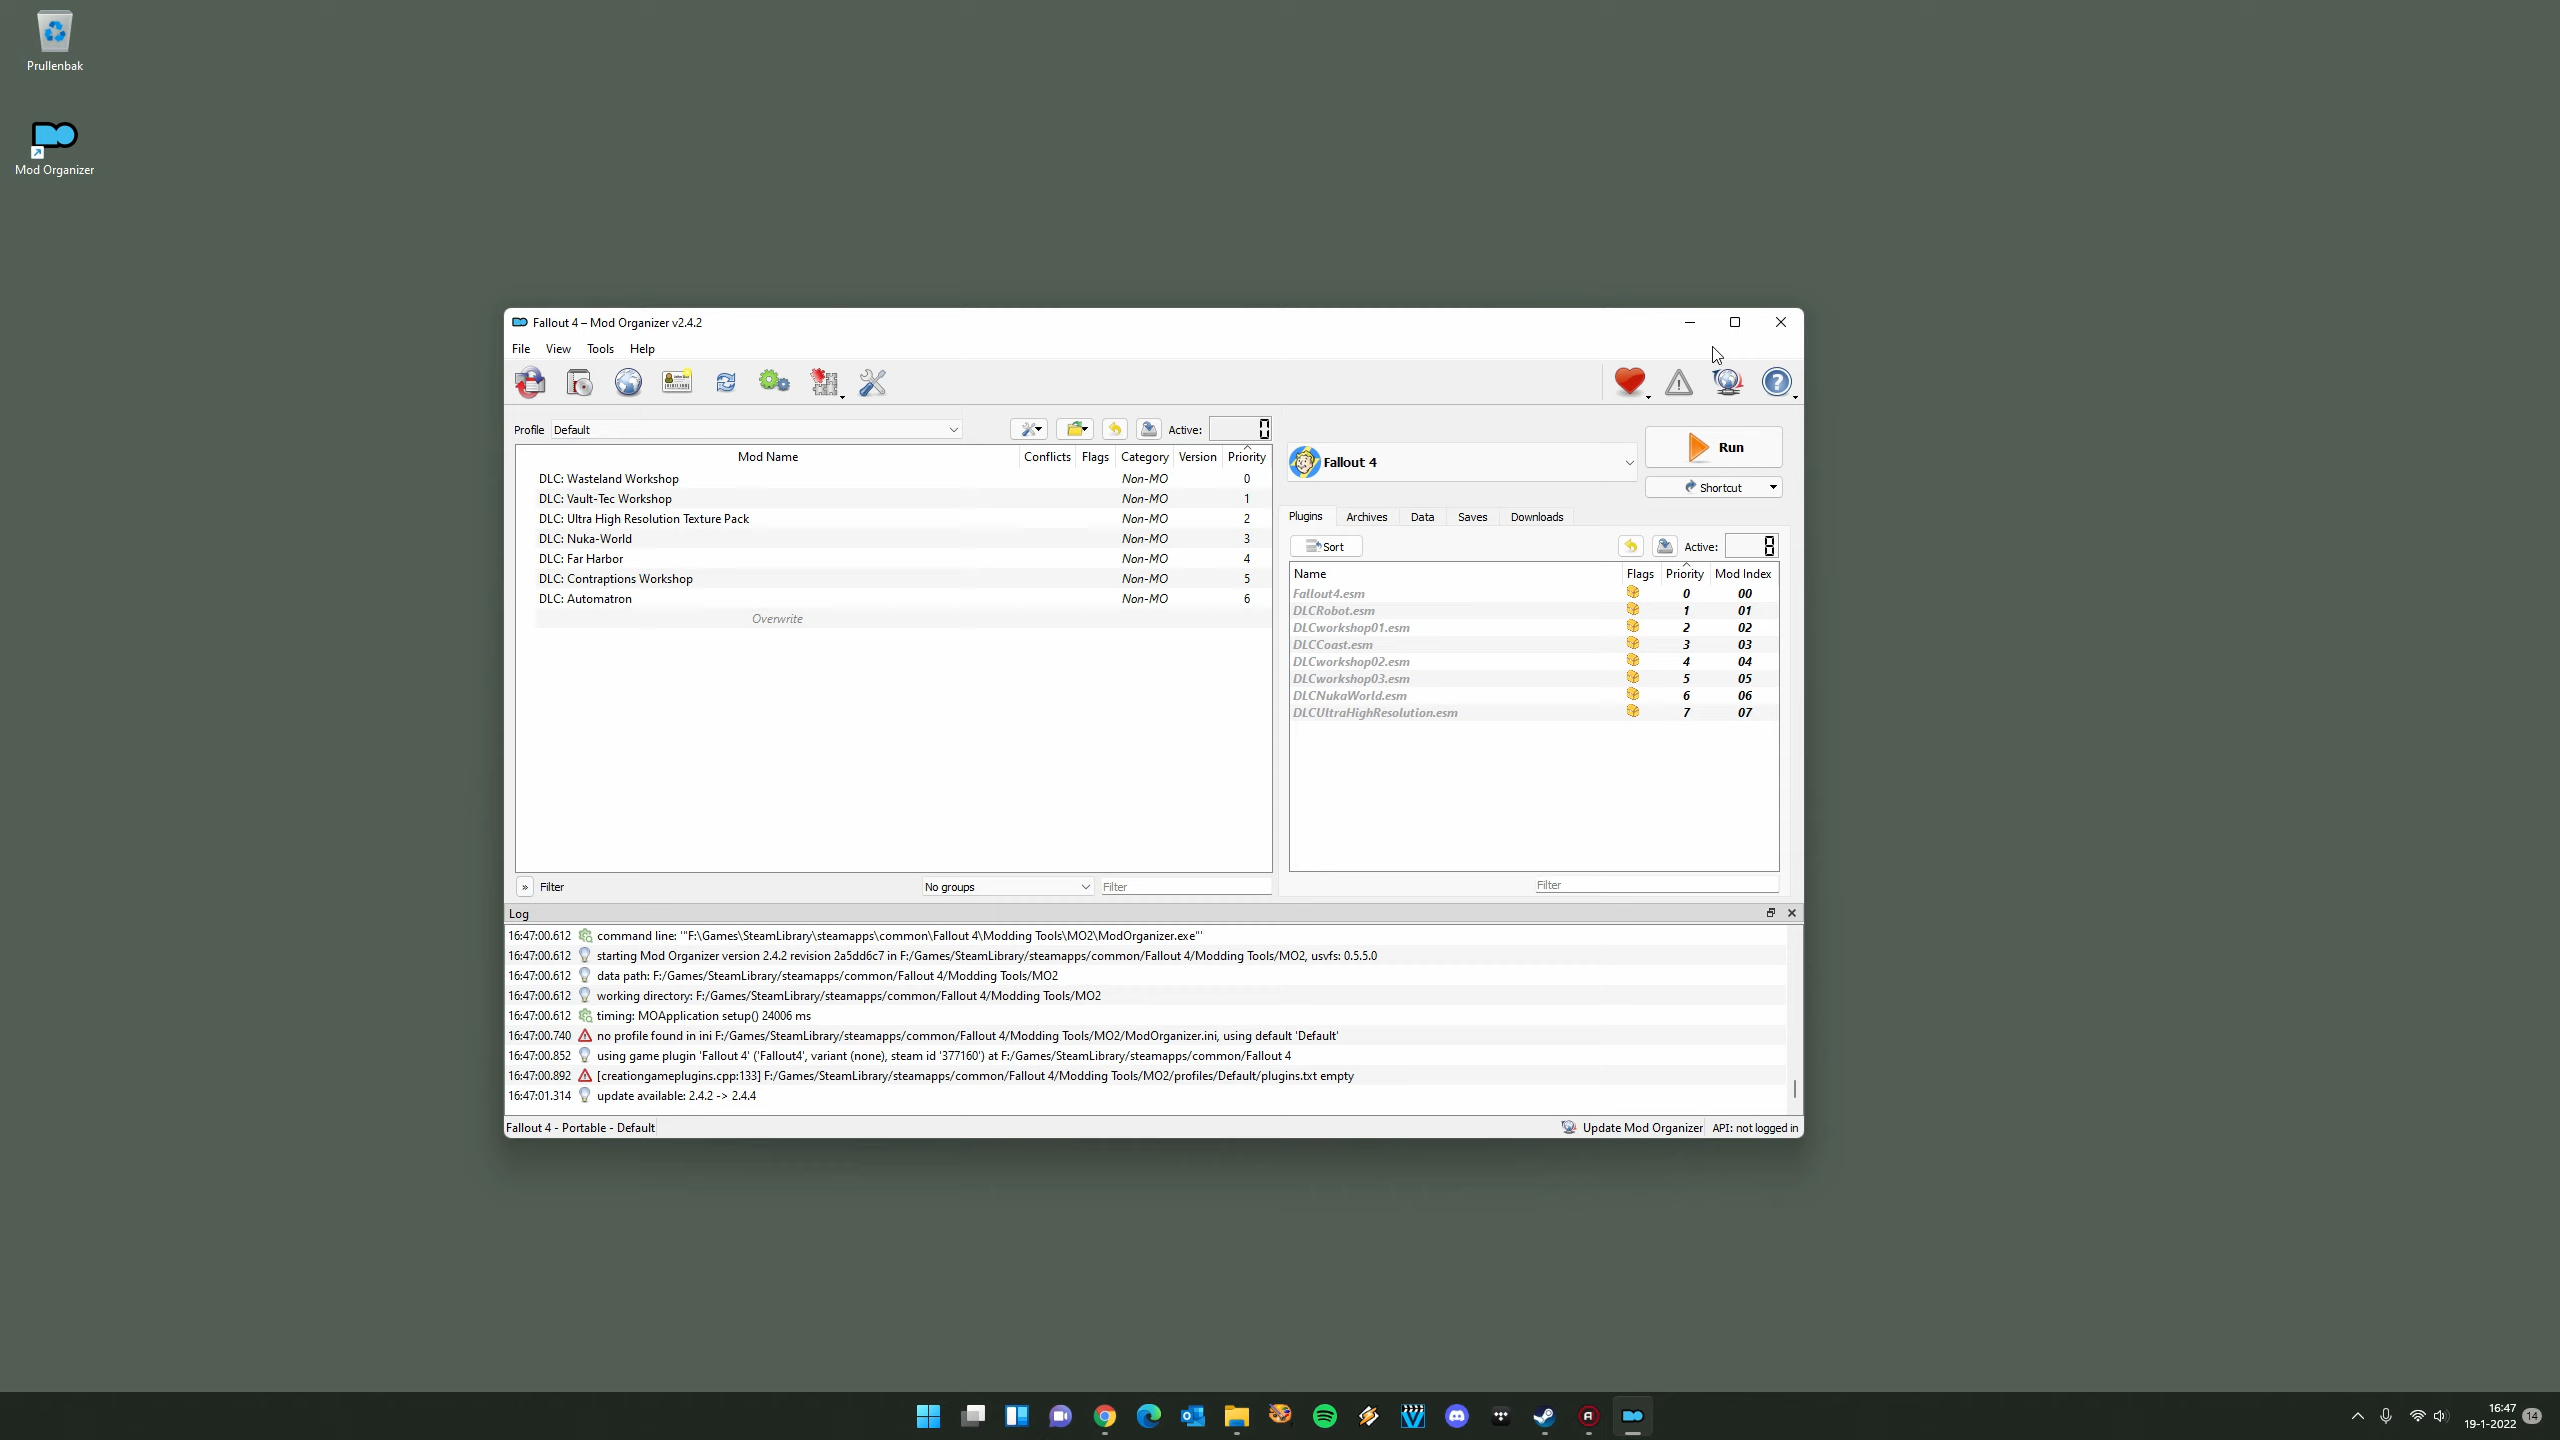 Prullenbak
Mod Organizer
Fallout 4 – Mod Organizer v2.4.2
File View Tools Help
Profile Default Active: 0
Mod Name Conflicts Flags Category Version Priority
DLC: Wasteland Workshop Non-MO 0
DLC: Vault-Tec Workshop Non-MO 1
DLC: Ultra High Resolution Texture Pack Non-MO 2
DLC: Nuka-World Non-MO 3
DLC: Far Harbor Non-MO 4
DLC: Contraptions Workshop Non-MO 5
DLC: Automatron Non-MO 6
Overwrite
» Filter No groups Filter
Fallout 4 Run
Shortcut
Plugins Archives Data Saves Downloads
Sort Active: 8
Name Flags Priority Mod Index
Fallout4.esm 0 00
DLCRobot.esm 1 01
DLCworkshop01.esm 2 02
DLCCoast.esm 3 03
DLCworkshop02.esm 4 04
DLCworkshop03.esm 5 05
DLCNukaWorld.esm 6 06
DLCUltraHighResolution.esm 7 07
Filter
Log
16:47:00.612 command line: '"F:\Games\SteamLibrary\steamapps\common\Fallout 4\Modding Tools\MO2\ModOrganizer.exe"'
16:47:00.612 starting Mod Organizer version 2.4.2 revision 2a5dd6c7 in F:/Games/SteamLibrary/steamapps/common/Fallout 4/Modding Tools/MO2, usvfs: 0.5.5.0
16:47:00.612 data path: F:/Games/SteamLibrary/steamapps/common/Fallout 4/Modding Tools/MO2
16:47:00.612 working directory: F:/Games/SteamLibrary/steamapps/common/Fallout 4/Modding Tools/MO2
16:47:00.612 timing: MOApplication setup() 24006 ms
16:47:00.740 no profile found in ini F:/Games/SteamLibrary/steamapps/common/Fallout 4/Modding Tools/MO2/ModOrganizer.ini, using default 'Default'
16:47:00.852 using game plugin 'Fallout 4' ('Fallout4', variant (none), steam id '377160') at F:/Games/SteamLibrary/steamapps/common/Fallout 4
16:47:00.892 [creationgameplugins.cpp:133] F:/Games/SteamLibrary/steamapps/common/Fallout 4/Modding Tools/MO2/profiles/Default/plugins.txt empty
16:47:01.314 update available: 2.4.2 -> 2.4.4
Fallout 4 - Portable - Default Update Mod Organizer API: not logged in
16:47
19-1-2022
14